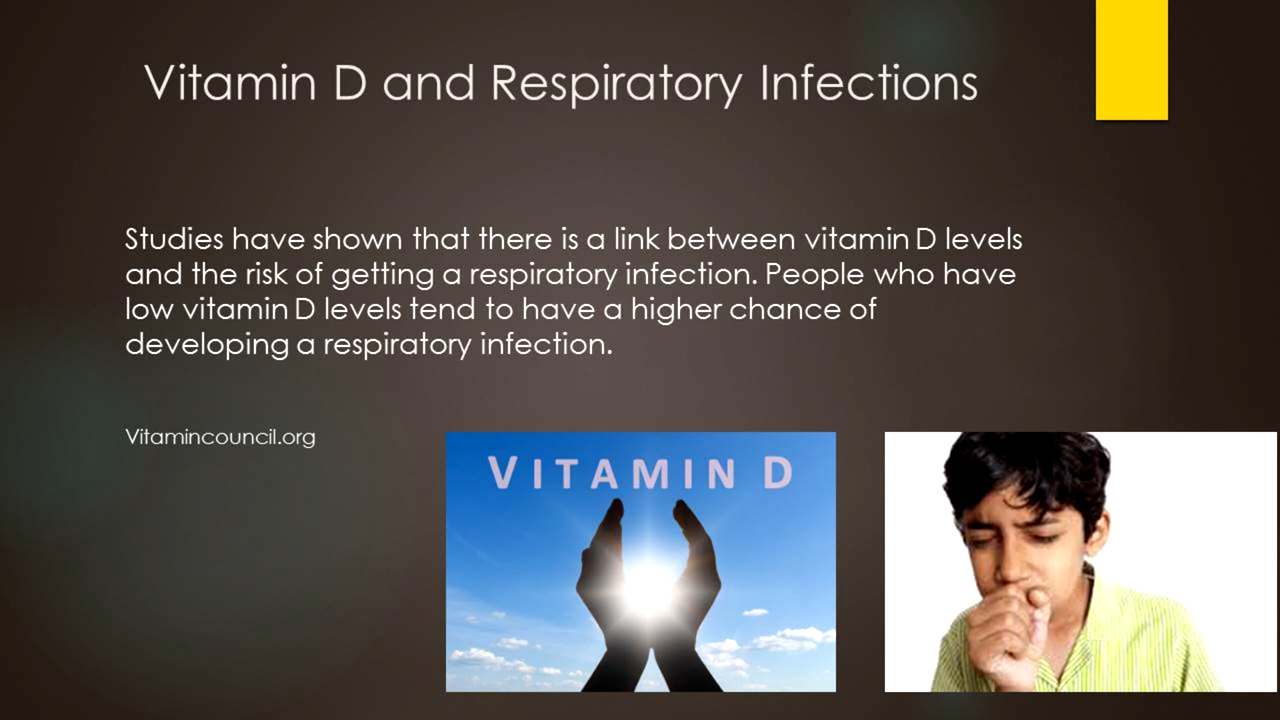 Vitamin D and Respiratory Infections
Studies have shown that there is a link between vitamin D levels
and the risk of getting a respiratory infection. People who have
low vitamin D levels tend to have a higher chance of
developing a respiratory infection.
Vitamincouncil.org
VITAMIN D